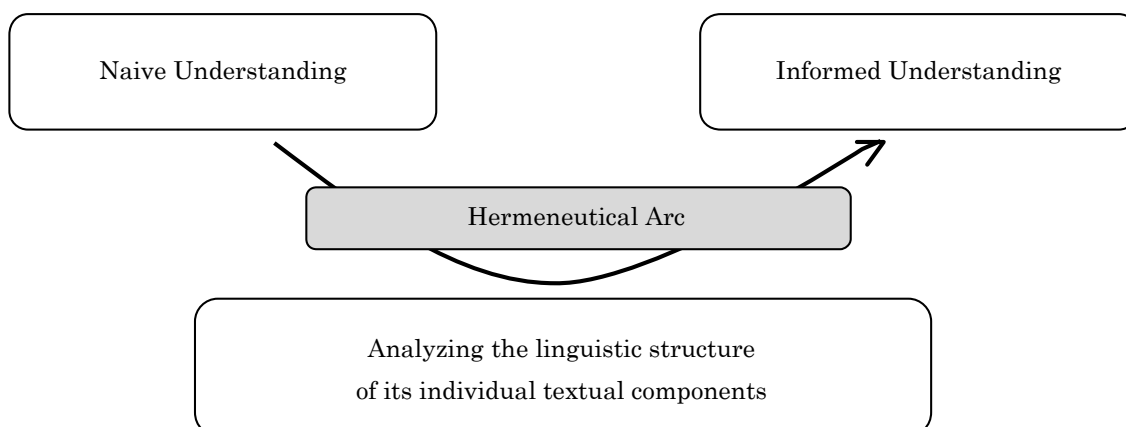 Naive Understanding
Informed Understanding
Hermeneutical Arc
Analyzing the linguistic structure
of its individual textual components